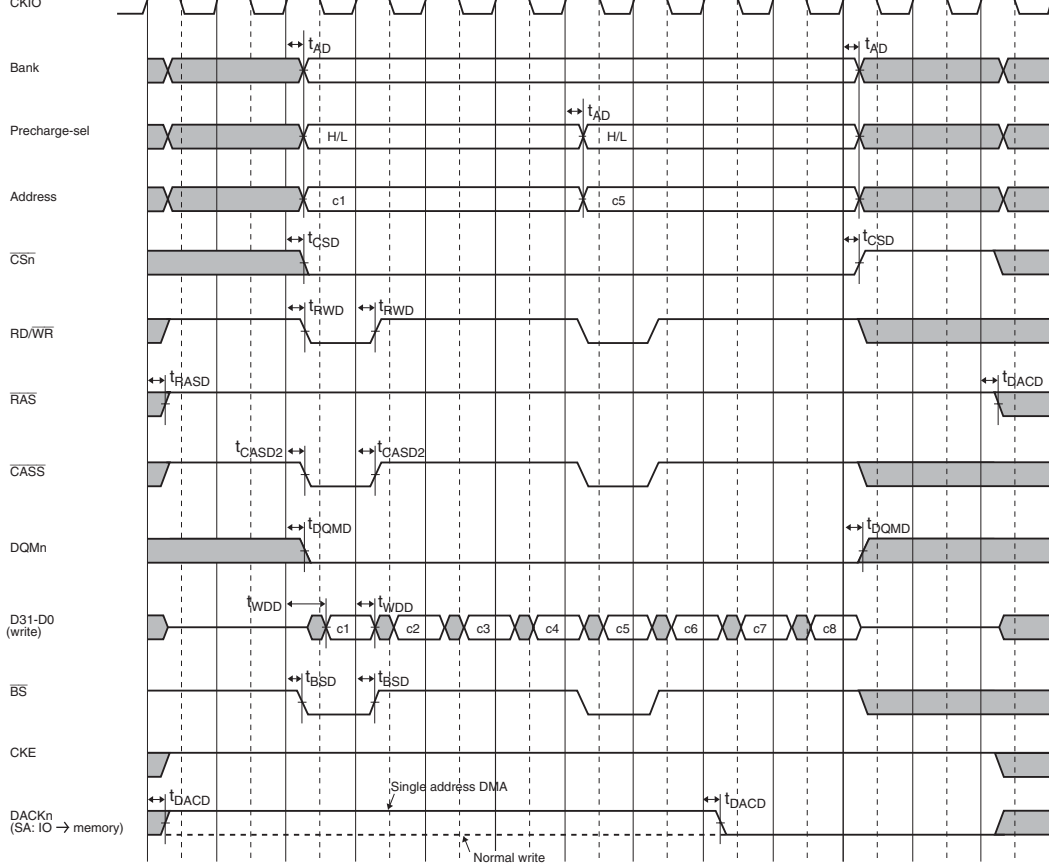 CKIO
tAD tAD
Bank
tAD
Precharge-sel H/L H/L
Address c1 c5
tCSD tCSD
CSn
tRWD tRWD
RD/WR
tRASD tDACD
RAS
tCASD2 tCASD2
CASS
tDQMD tDQMD
DQMn
tWDD tWDD
D31-D0 c1 c2 c3 c4 c5 c6 c7 c8
(write)
tBSD tBSD
BS
CKE
Single address DMA
tDACD tDACD
DACKn
(SA: IO → memory)
Normal write